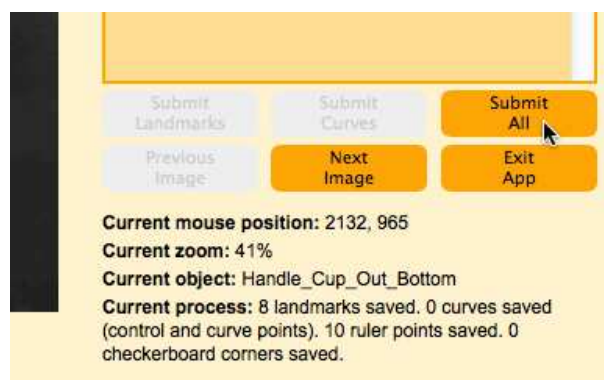 Submit Landmarks
Submit Curves
Submit All
Previous Image
Next Image
Exit App
Current mouse position: 2132, 965
Current zoom: 41%
Current object: Handle_Cup_Out_Bottom
Current process: 8 landmarks saved. 0 curves saved
(control and curve points). 10 ruler points saved. 0
checkerboard corners saved.